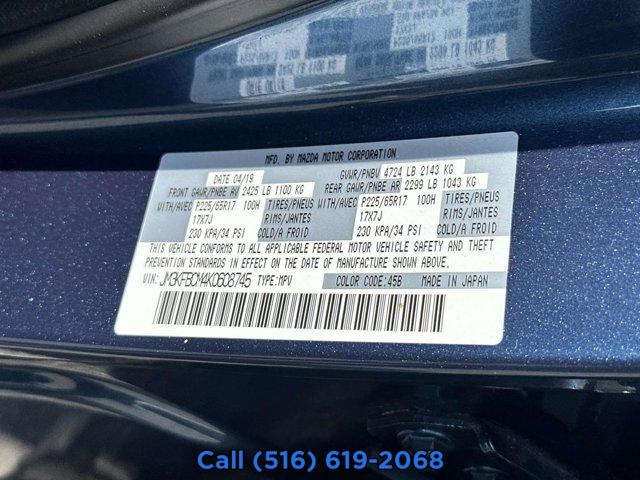 MFD. BY MAZDA MOTOR CORPORATION
DATE 04/19 GVWR/PNBV 4724 LB 2143 KG
FRONT GAWR/PNBE AV 2425 LB 1100 KG REAR GAWR/PNBE AR 2299 LB 1043 KG
WITH/AVEC P225/65R17 100H TIRES/PNEUS WITH/AVEC P225/65R17 100H TIRES/PNEUS
17X7J RIMS/JANTES 17X7J RIMS/JANTES
230 KPA/34 PSI COLD/A FROID 230 KPA/34 PSI COLD/A FROID
THIS VEHICLE CONFORMS TO ALL APPLICABLE FEDERAL MOTOR VEHICLE SAFETY AND THEFT
PREVENTION STANDARDS IN EFFECT ON THE DATE OF MANUFACTURE SHOWN ABOVE.
VIN: JM3KFBCM4K0608745 TYPE:MPV COLOR CODE:45B MADE IN JAPAN
Call (516) 619-2068